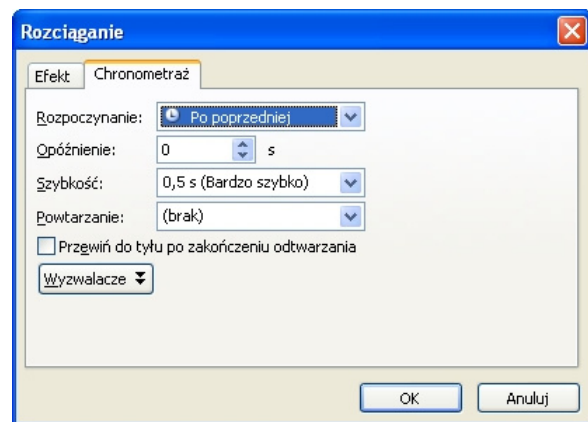 Rozciąganie
Efekt Chronometraż
Rozpoczynanie: Po poprzedniej
Opóźnienie: 0 s
Szybkość: 0,5 s (Bardzo szybko)
Powtarzanie: (brak)
Przewiń do tyłu po zakończeniu odtwarzania
Wyzwalacze
OK Anuluj